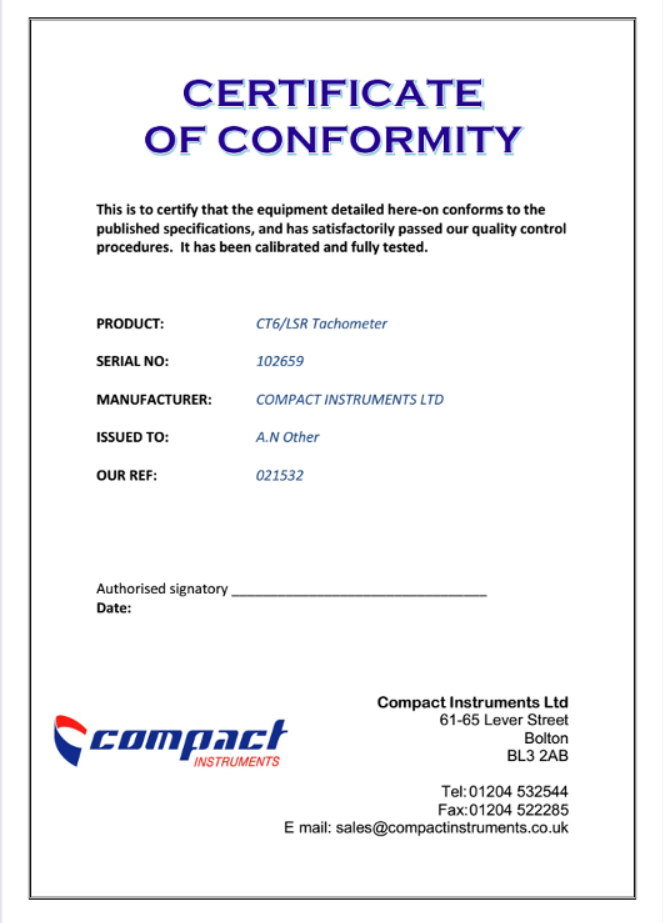 CERTIFICATE
OF CONFORMITY
This is to certify that the equipment detailed here-on conforms to the
published specifications, and has satisfactorily passed our quality control
procedures.  It has been calibrated and fully tested.
PRODUCT: CT6/LSR Tachometer
SERIAL NO: 102659
MANUFACTURER: COMPACT INSTRUMENTS LTD
ISSUED TO: A.N Other
OUR REF: 021532
Authorised signatory ________________________________
Date:
compact
INSTRUMENTS
Compact Instruments Ltd
61-65 Lever Street
Bolton
BL3 2AB
Tel: 01204 532544
Fax: 01204 522285
E mail: sales@compactinstruments.co.uk